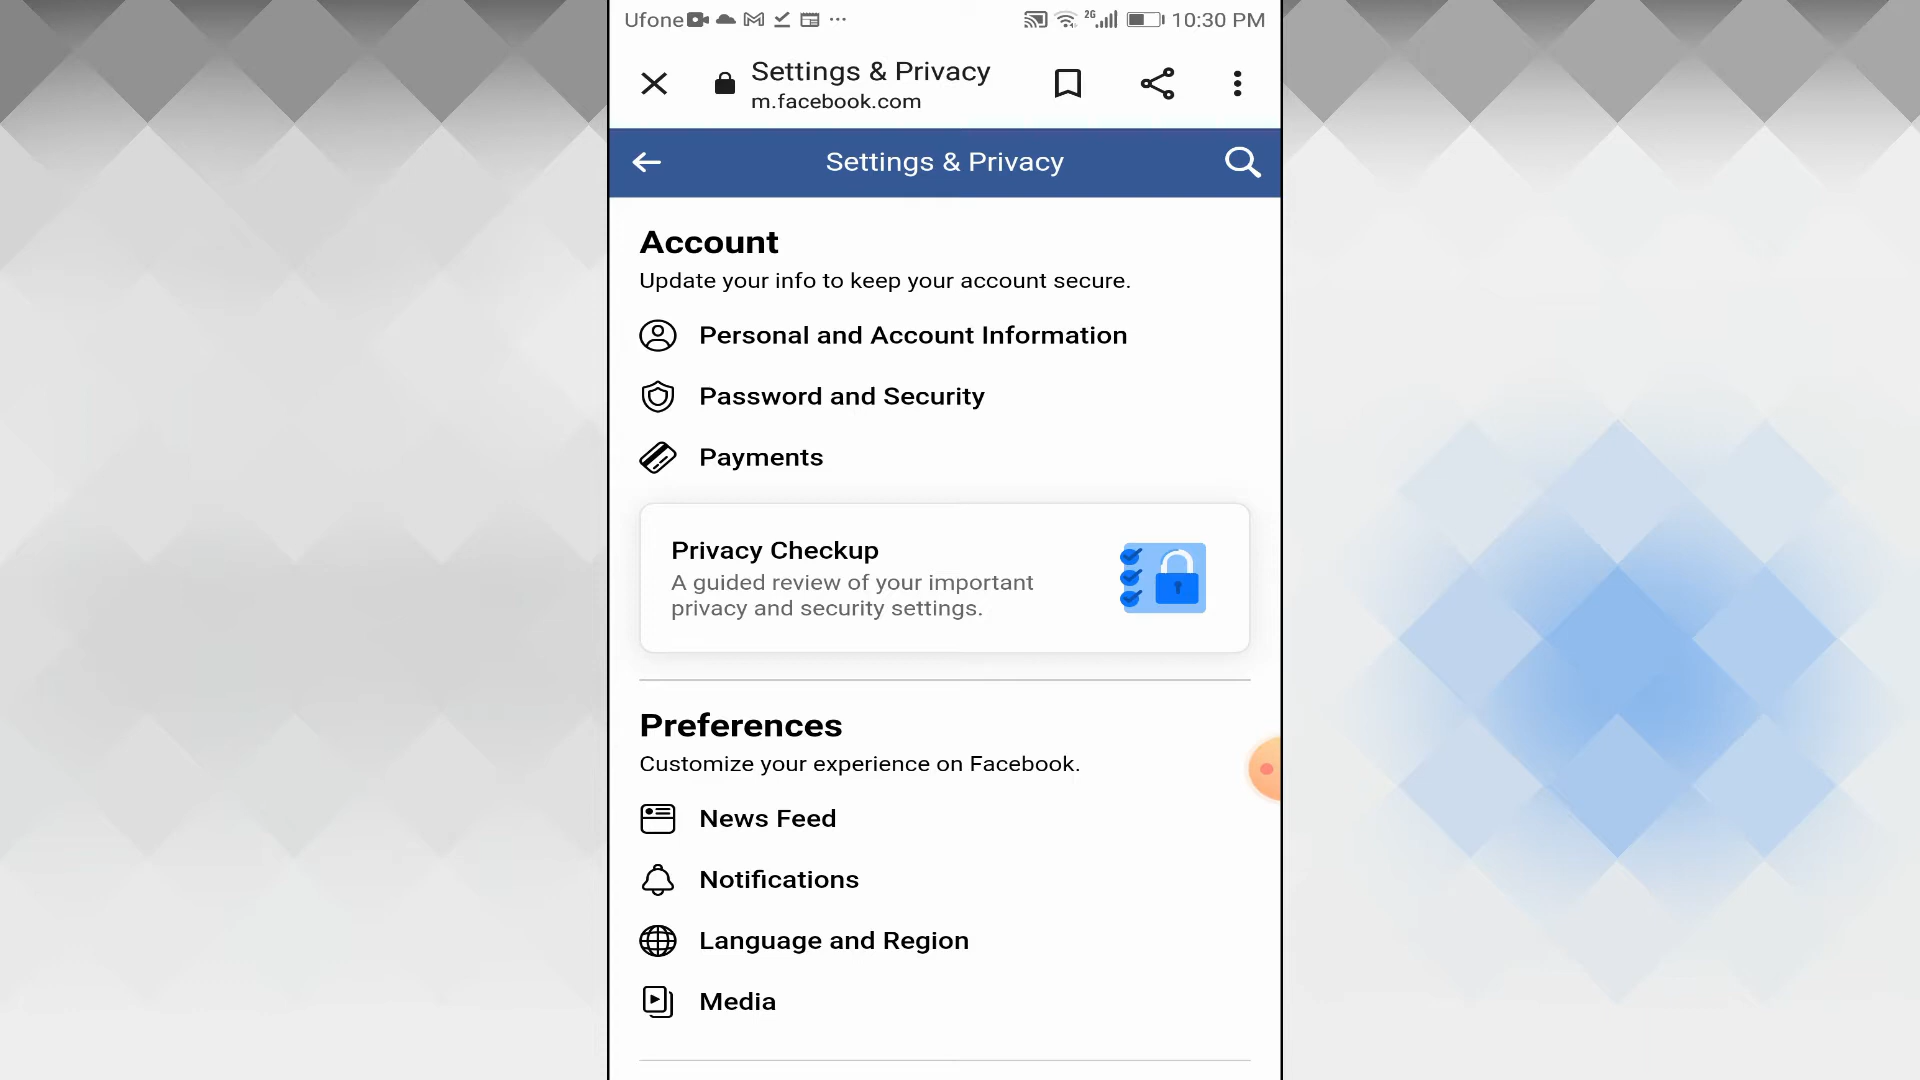 Ufone 2G 10:30 PM
Settings & Privacy
m.facebook.com
Settings & Privacy
Account
Update your info to keep your account secure.
Personal and Account Information
Password and Security
Payments
Privacy Checkup
A guided review of your important
privacy and security settings.
Preferences
Customize your experience on Facebook.
News Feed
Notifications
Language and Region
Media